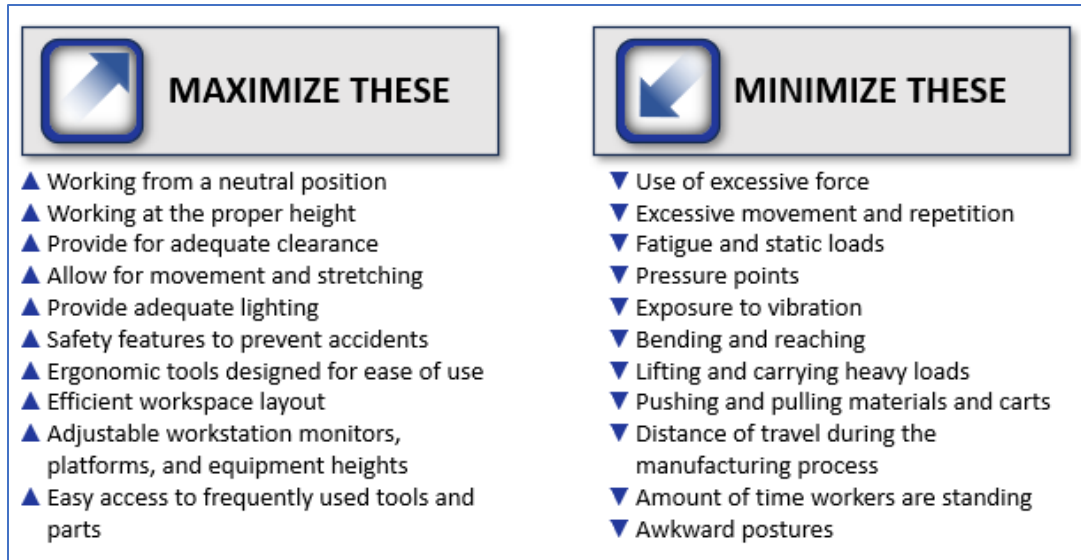 MAXIMIZE THESE
Working from a neutral position
Working at the proper height
Provide for adequate clearance
Allow for movement and stretching
Provide adequate lighting
Safety features to prevent accidents
Ergonomic tools designed for ease of use
Efficient workspace layout
Adjustable workstation monitors,
platforms, and equipment heights
Easy access to frequently used tools and
parts
MINIMIZE THESE
Use of excessive force
Excessive movement and repetition
Fatigue and static loads
Pressure points
Exposure to vibration
Bending and reaching
Lifting and carrying heavy loads
Pushing and pulling materials and carts
Distance of travel during the
manufacturing process
Amount of time workers are standing
Awkward postures